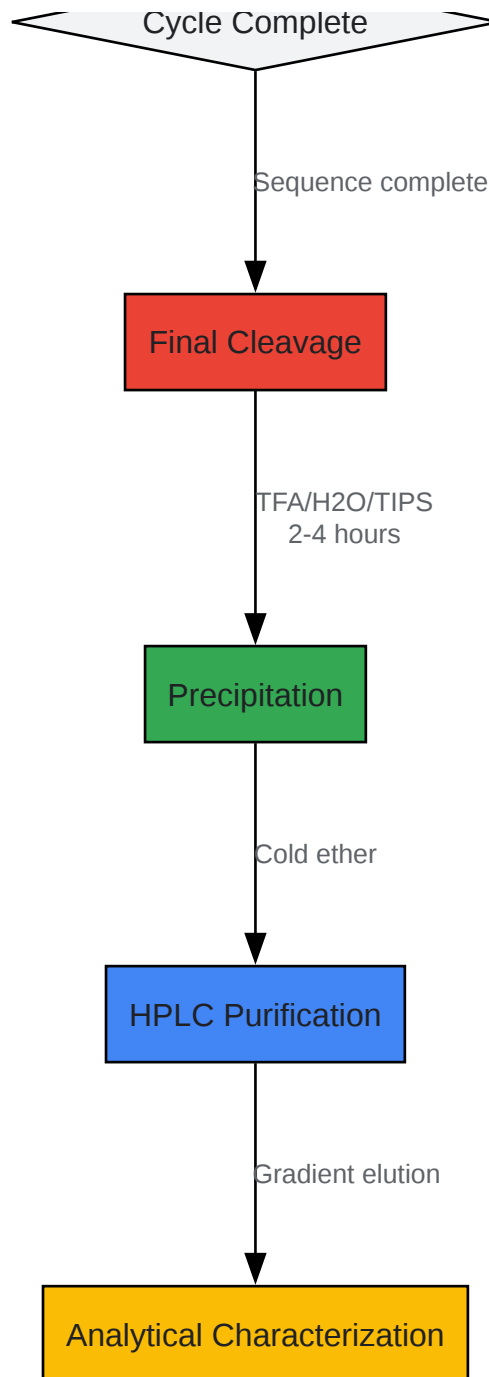 Cycle Complete
Sequence complete
Final Cleavage
TFA/H2O/TIPS
2-4 hours
Precipitation
Cold ether
HPLC Purification
Gradient elution
Analytical Characterization